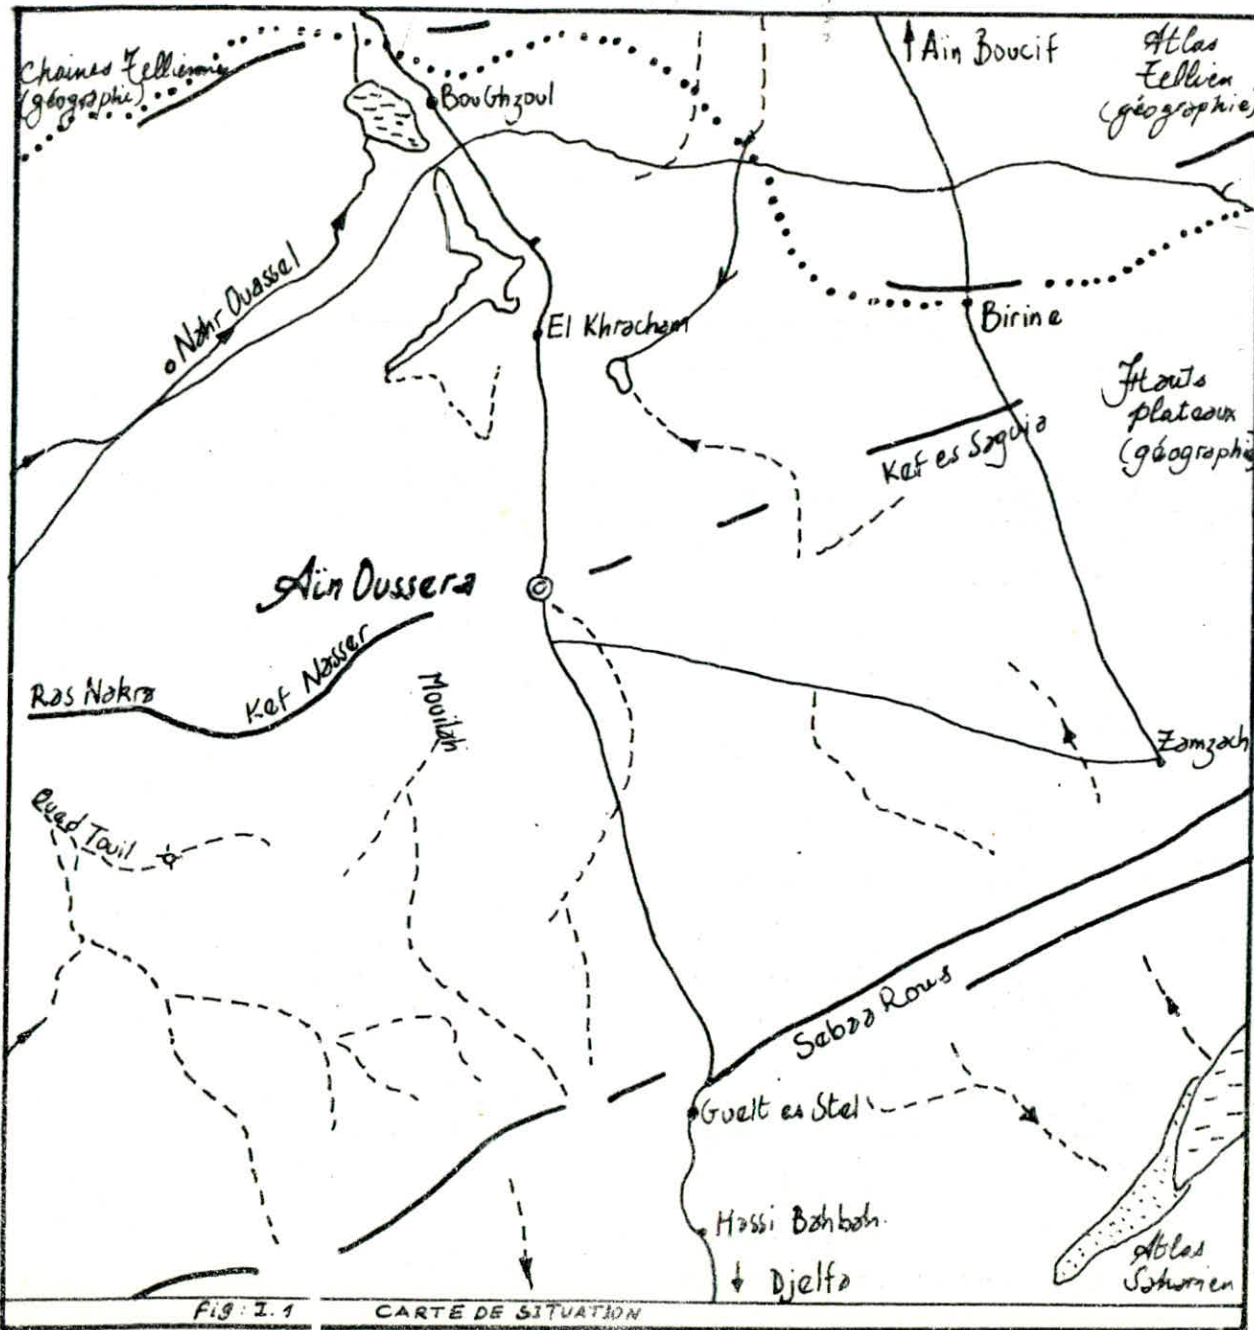 Chaines Telliennes
(géographie)
Aïn Boucif
Atlas
Tellien
(géographie)
BouGhzoul
Nahr Ouassel
El Khracham
Birine
Hauts
plateaux
(géographie)
Kef es Saguia
Aïn Oussera
Ras Nakra
Kef Nasser
Mouilah
Zamzach
Oued Touil
Sebaa Rous
Guelt es Stel
Hassi Bahbah.
Djelfa
Atlas
Saharien
Fig: I.1 CARTE DE SITUATION